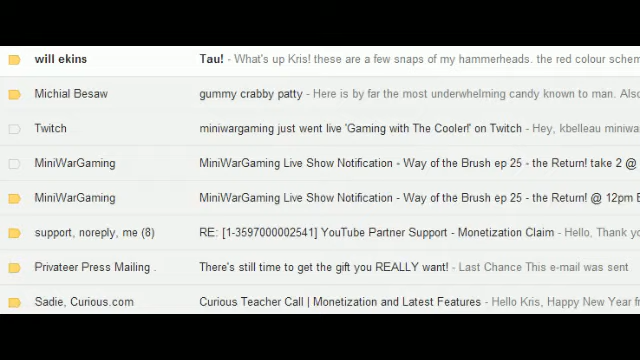 will ekins Tau! - What's up Kris! these are a few snaps of my hammerheads. the red colour schem
Michial Besaw gummy crabby patty - Here is by far the most underwhelming candy known to man. Also
Twitch miniwargaming just went live 'Gaming with The Cooler!' on Twitch - Hey, kbelleau miniwa
MiniWarGaming MiniWarGaming Live Show Notification - Way of the Brush ep 25 - the Return! take 2 @
MiniWarGaming MiniWarGaming Live Show Notification - Way of the Brush ep 25 - the Return! @ 12pm E
support, noreply, me (8) RE: [1-3597000002541] YouTube Partner Support - Monetization Claim - Hello, Thank yo
Privateer Press Mailing . There's still time to get the gift you REALLY want! - Last Chance This e-mail was sent
Sadie, Curious.com Curious Teacher Call | Monetization and Latest Features - Hello Kris, Happy New Year fr